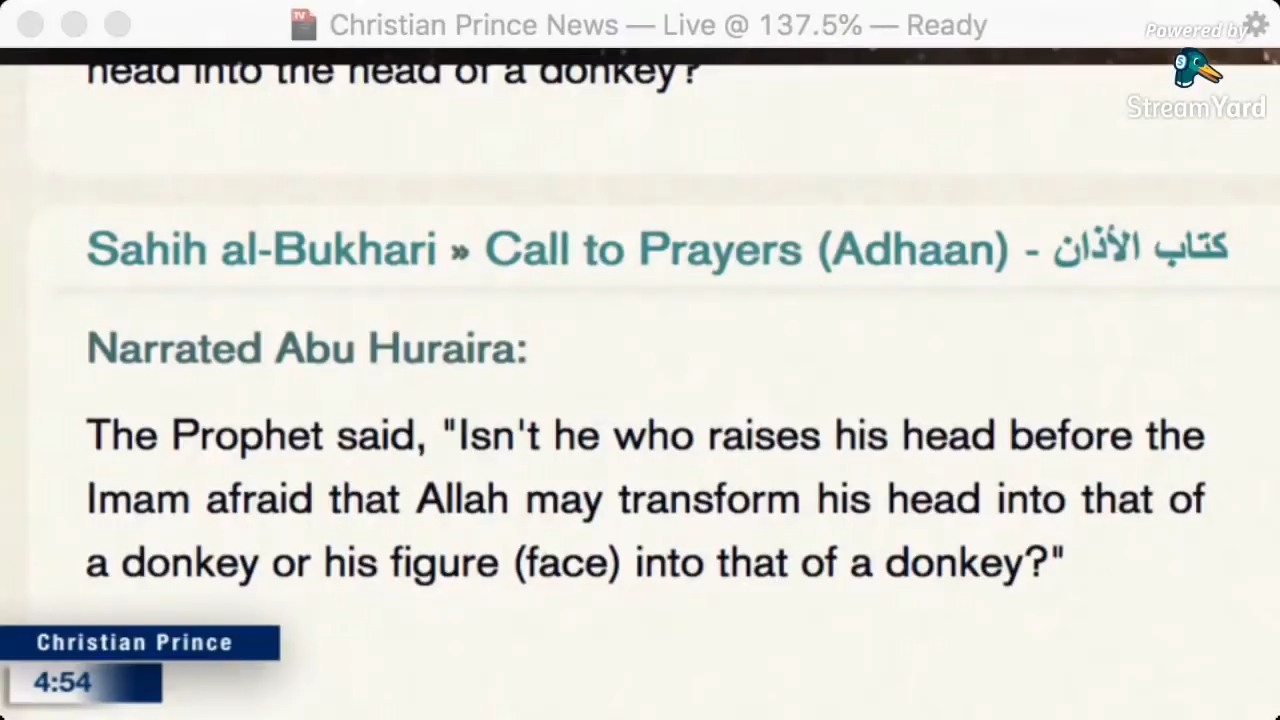 Christian Prince News — Live @ 137.5% — Ready
Powered by
StreamYard
head into the head of a donkey?
Sahih al-Bukhari » Call to Prayers (Adhaan) - كتاب الأذان
Narrated Abu Huraira:
The Prophet said, "Isn't he who raises his head before the
Imam afraid that Allah may transform his head into that of
a donkey or his figure (face) into that of a donkey?"
Christian Prince
4:54